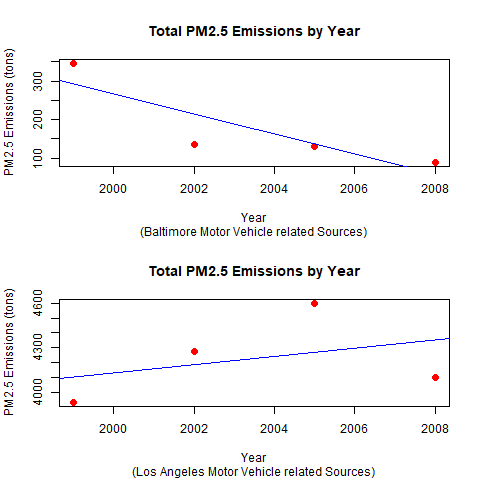 Total PM2.5 Emissions by Year
PM2.5 Emissions (tons)
300
200
100
2000 2002 2004 2006 2008
Year
(Baltimore Motor Vehicle related Sources)
Total PM2.5 Emissions by Year
PM2.5 Emissions (tons)
4600
4300
4000
2000 2002 2004 2006 2008
Year
(Los Angeles Motor Vehicle related Sources)